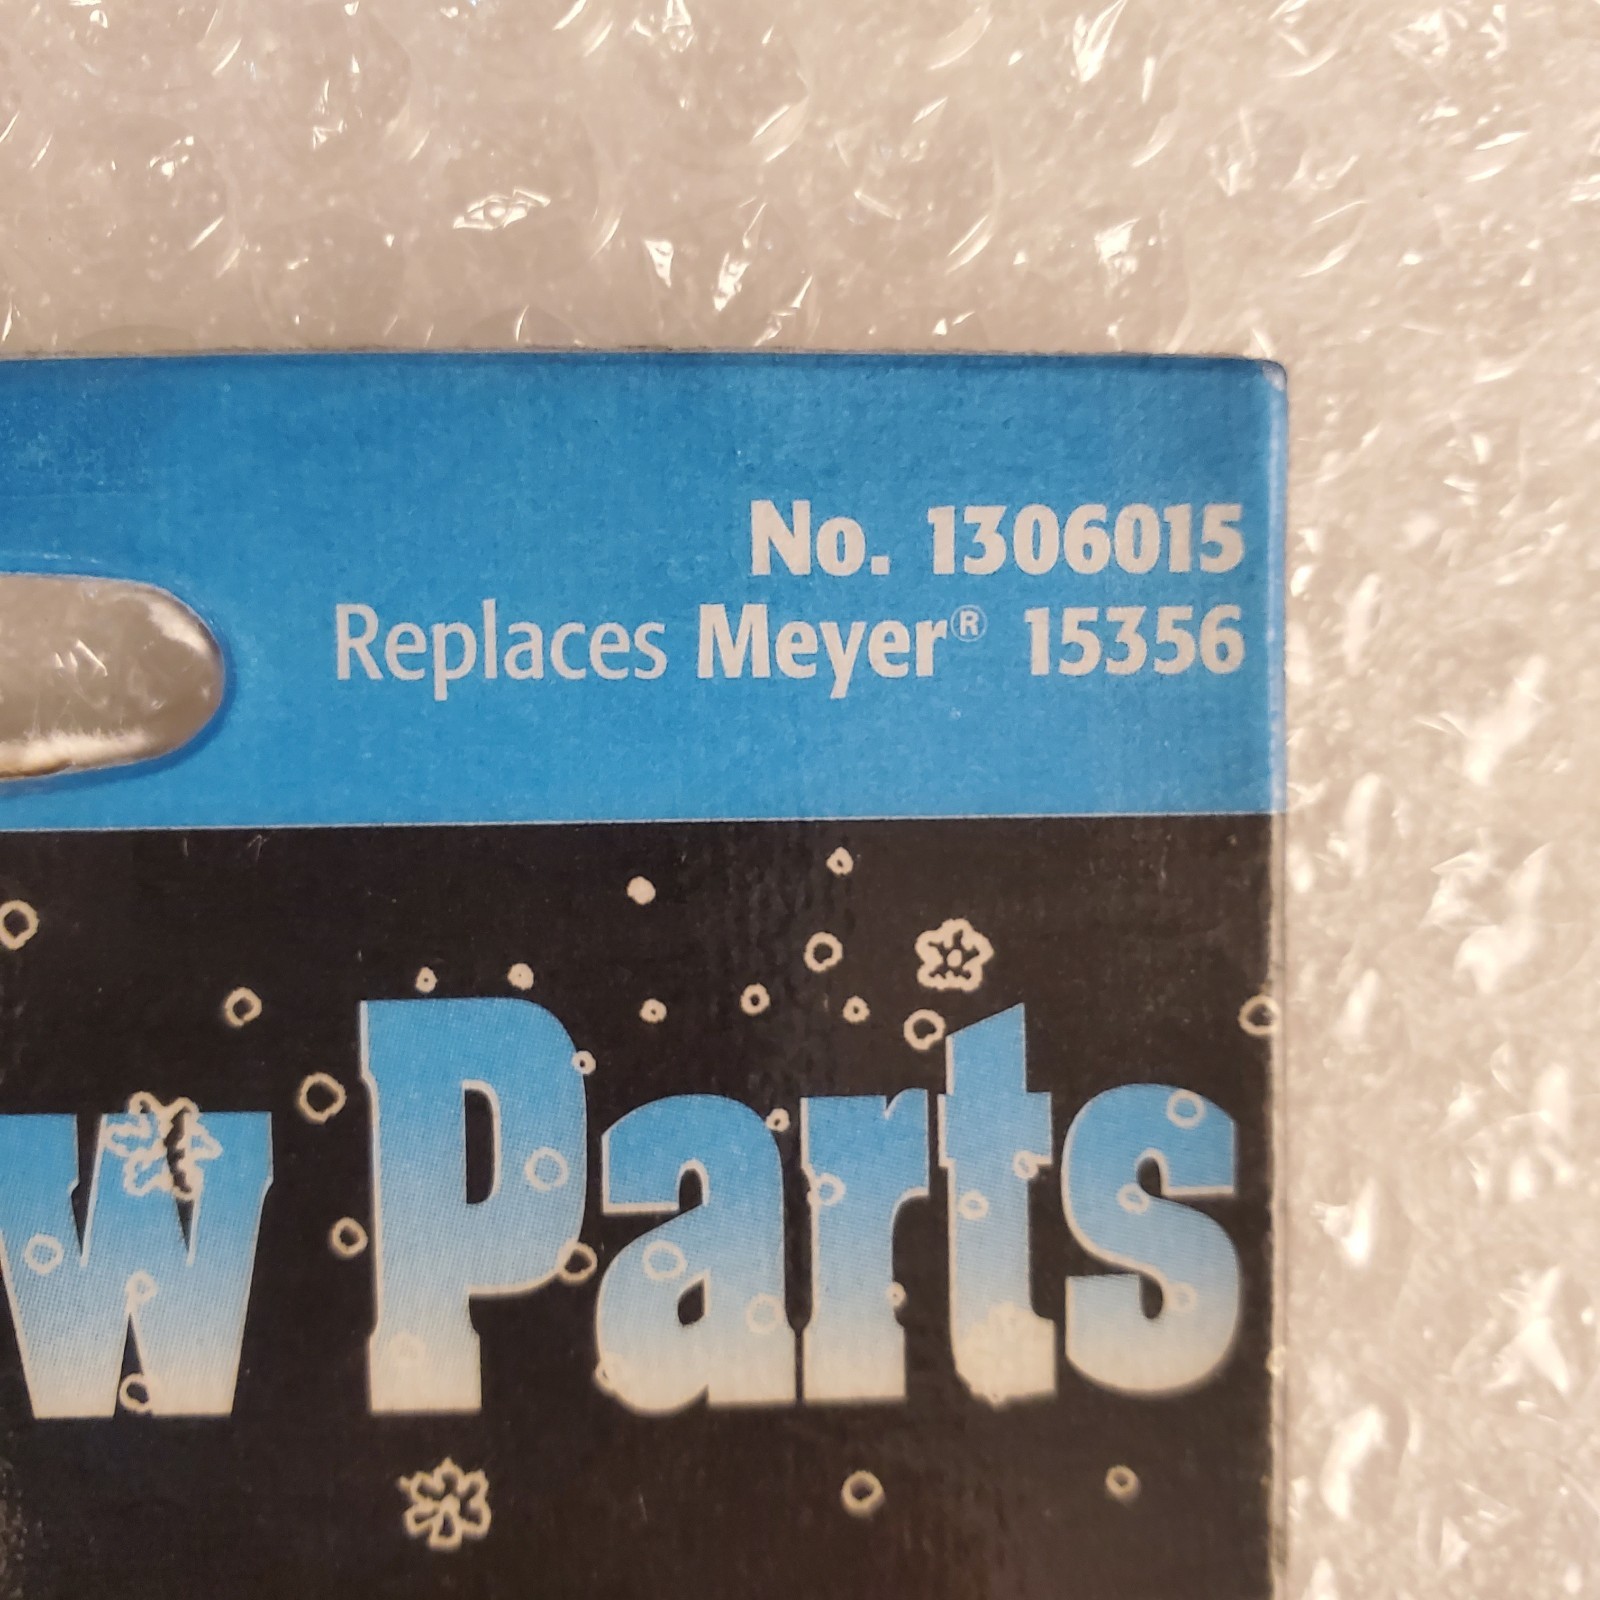 No. 1306015
Replaces Meyer® 15356
w Parts